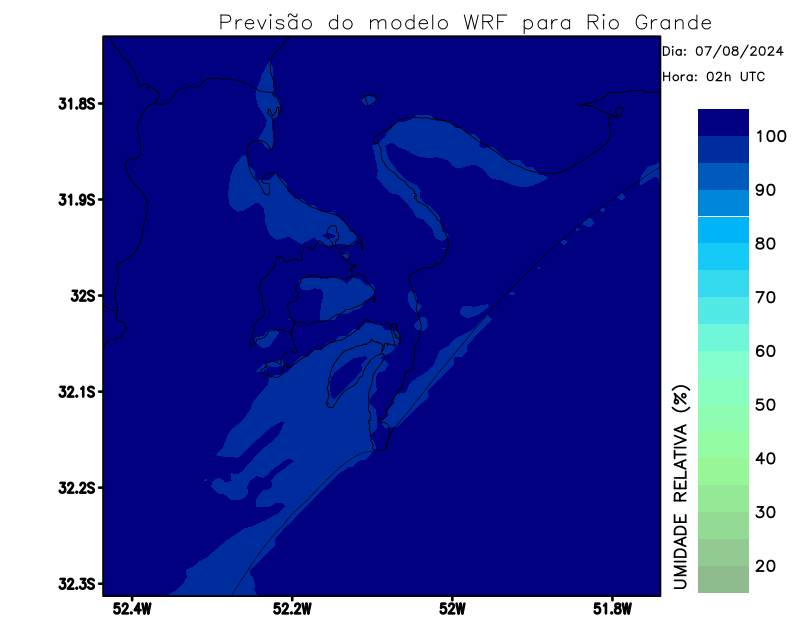 Previsão do modelo WRF para Rio Grande
Dia: 07/08/2024
Hora: 02h UTC
31.8S
31.9S
32S
32.1S
32.2S
32.3S
52.4W
52.2W
52W
51.8W
100
90
80
70
60
50
40
30
20
UMIDADE RELATIVA (%)